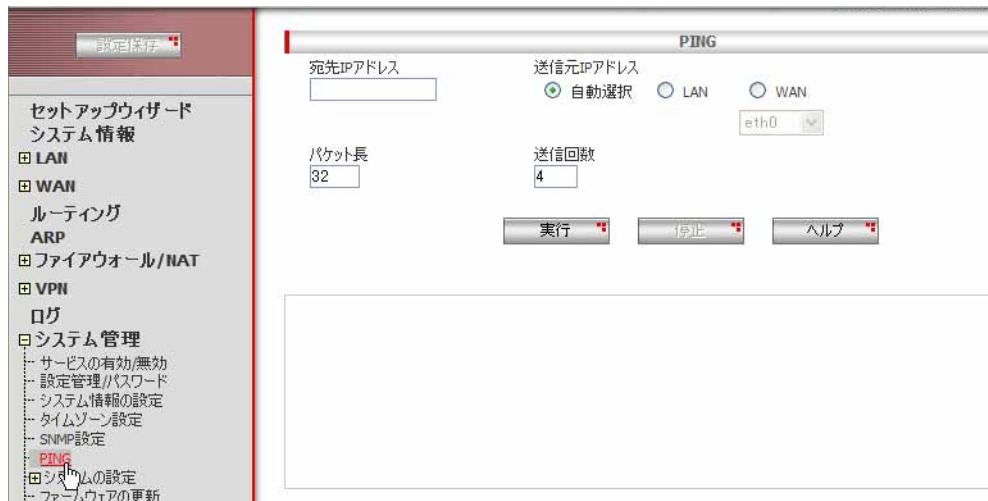 設定保存
セットアップウィザード
システム情報
LAN
WAN
ルーティング
ARP
ファイアウォール/NAT
VPN
ログ
システム管理
サービスの有効/無効
設定管理/パスワード
システム情報の設定
タイムゾーン設定
SNMP設定
PING
システムの設定
ファームウェアの更新
PING
宛先IPアドレス
送信元IPアドレス
自動選択 LAN WAN
eth0
パケット長
送信回数
32
4
実行 停止 ヘルプ